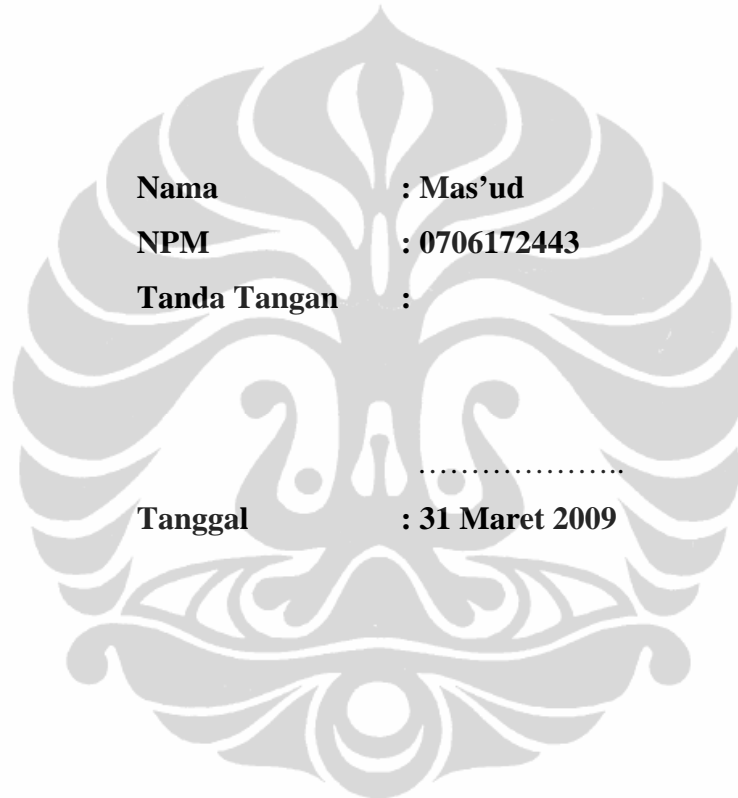 Nama : Mas’ud
NPM : 0706172443
Tanda Tangan :
…………………..
Tanggal : 31 Maret 2009